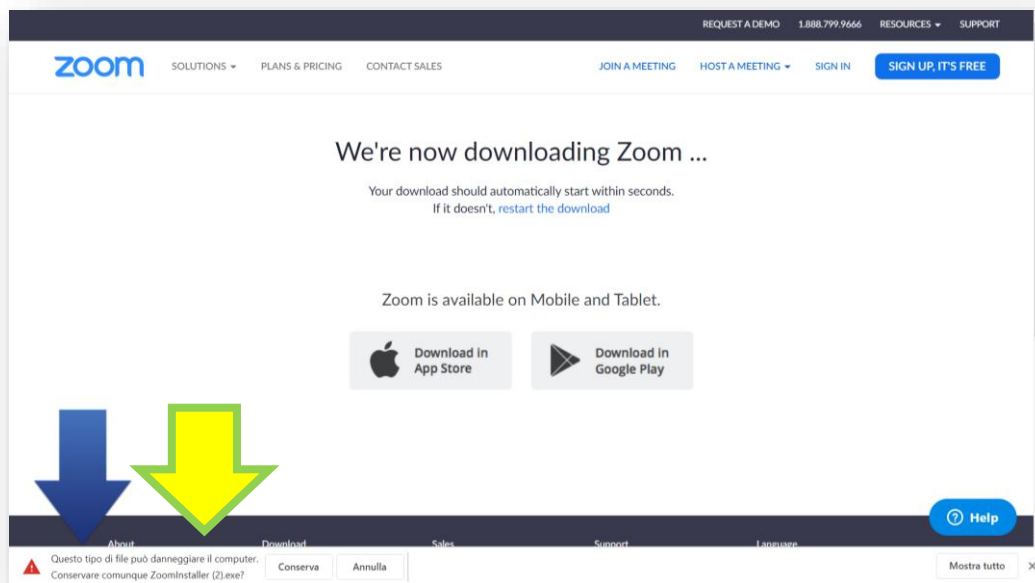 REQUEST A DEMO 1.888.799.9666 RESOURCES SUPPORT
zoom SOLUTIONS PLANS & PRICING CONTACT SALES JOIN A MEETING HOST A MEETING SIGN IN SIGN UP, IT'S FREE
We're now downloading Zoom ...
Your download should automatically start within seconds.
If it doesn't, restart the download
Zoom is available on Mobile and Tablet.
Download in
App Store
Download in
Google Play
Help
About Download Sales Support Language
Questo tipo di file può danneggiare il computer.
Conservare comunque ZoomInstaller (2).exe?
Conserva Annulla Mostra tutto